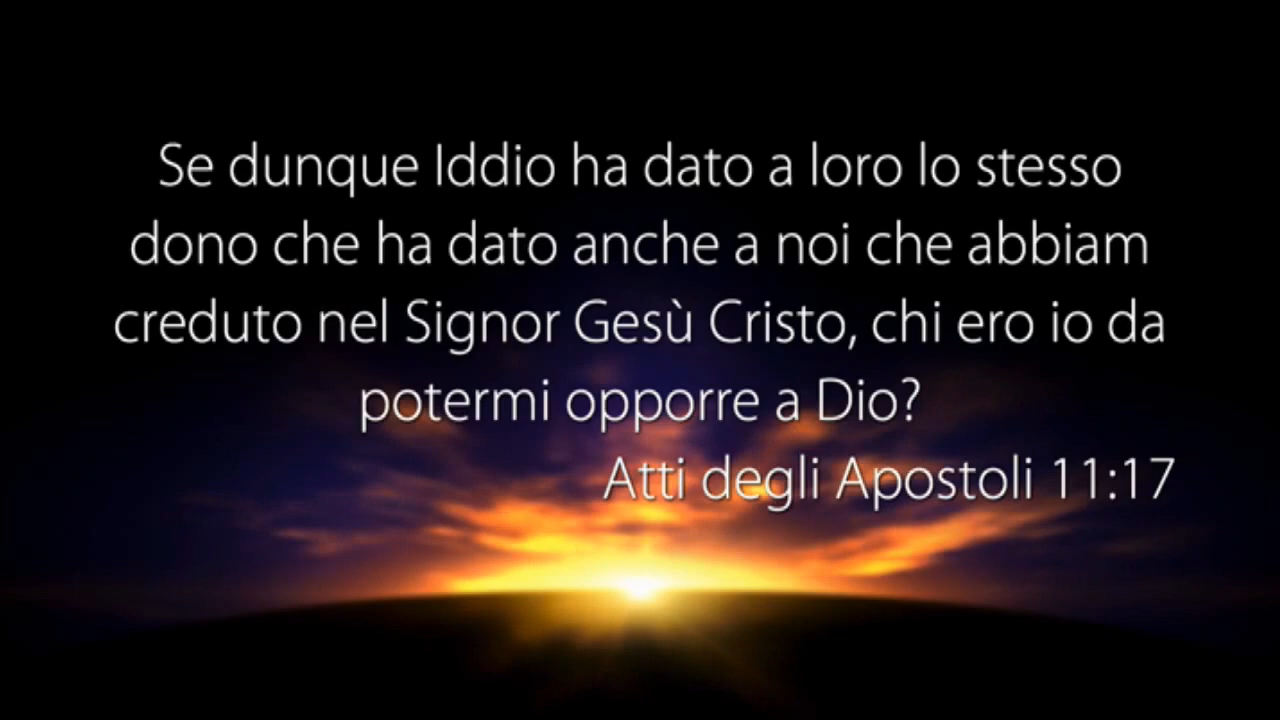 Se dunque Iddio ha dato a loro lo stesso
dono che ha dato anche a noi che abbiam
creduto nel Signor Gesù Cristo, chi ero io da
potermi opporre a Dio?
Atti degli Apostoli 11:17